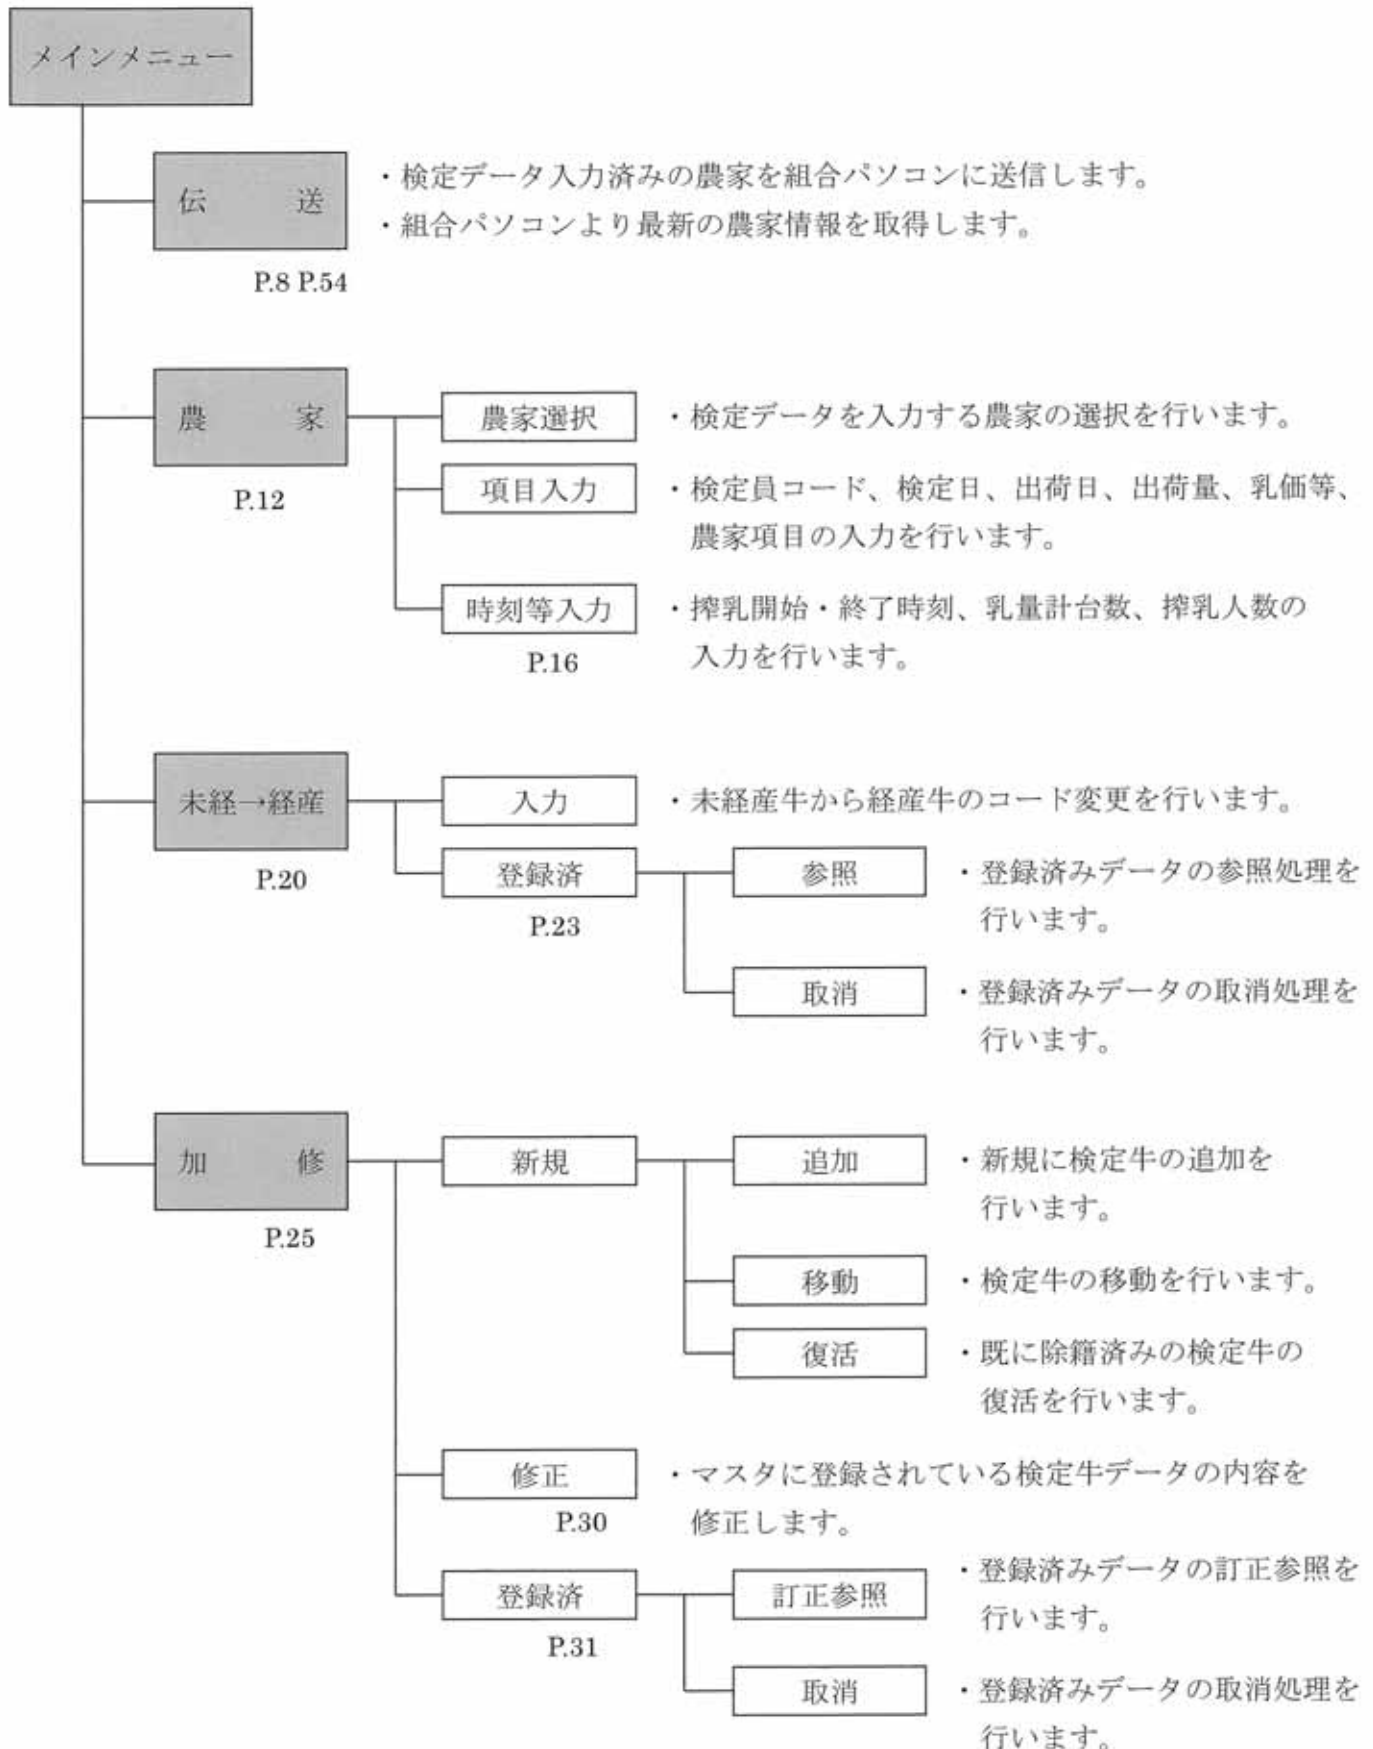 メインメニュー
伝 送
・検定データ入力済みの農家を組合パソコンに送信します。
・組合パソコンより最新の農家情報を取得します。
P.8 P.54
農 家
P.12
農家選択
・検定データを入力する農家の選択を行います。
項目入力
・検定員コード、検定日、出荷日、出荷量、乳価等、
農家項目の入力を行います。
時刻等入力
P.16
・搾乳開始・終了時刻、乳量計台数、搾乳人数の
入力を行います。
未経→経産
P.20
入力
・未経産牛から経産牛のコード変更を行います。
登録済
P.23
参照
・登録済みデータの参照処理を
行います。
取消
・登録済みデータの取消処理を
行います。
加 修
P.25
新規
追加
・新規に検定牛の追加を
行います。
移動
・検定牛の移動を行います。
復活
・既に除籍済みの検定牛の
復活を行います。
修正
P.30
・マスタに登録されている検定牛データの内容を
修正します。
登録済
P.31
訂正参照
・登録済みデータの訂正参照を
行います。
取消
・登録済みデータの取消処理を
行います。